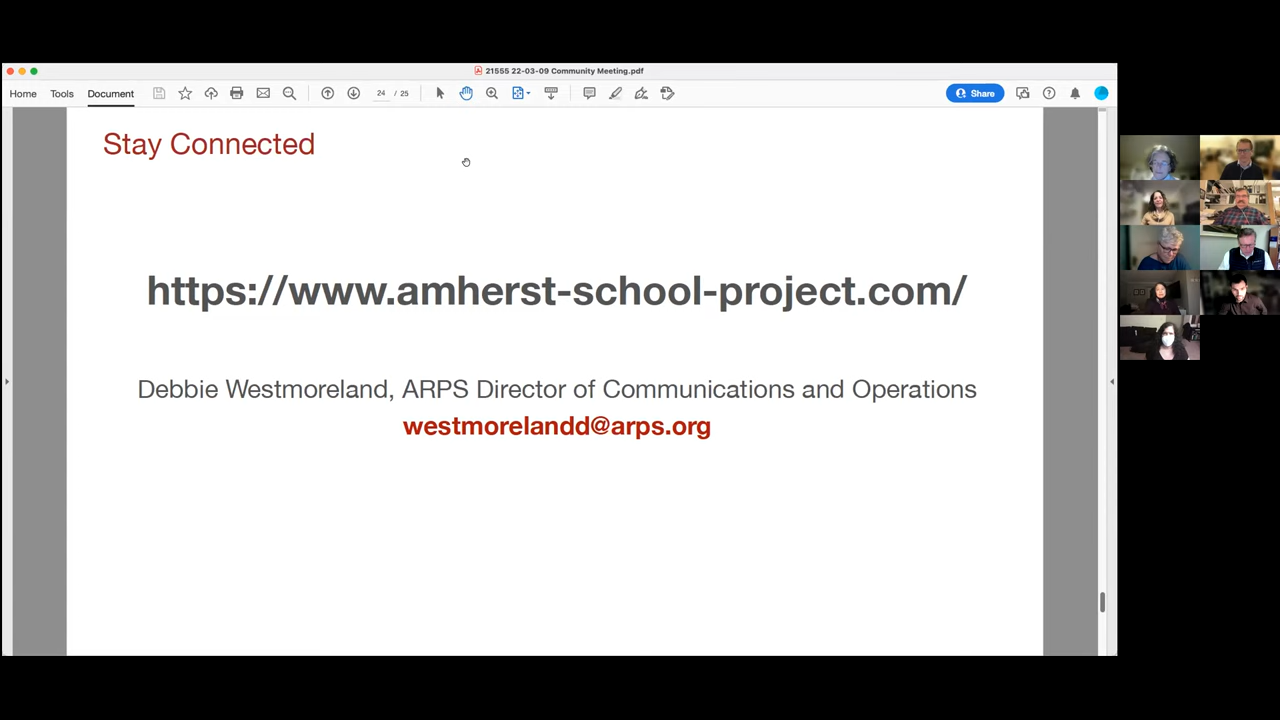 21555 22-03-09 Community Meeting.pdf
Home Tools Document 24 / 25 Share
Stay Connected
https://www.amherst-school-project.com/
Debbie Westmoreland, ARPS Director of Communications and Operations
westmorelandd@arps.org